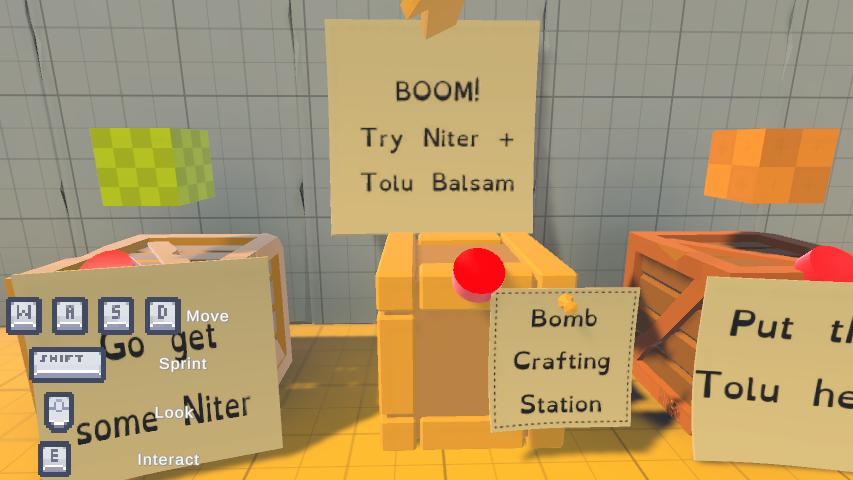 BOOM!
Try Niter +
Tolu Balsam
Bomb
Crafting
Station
Go get
some Niter
Put
Tolu he
W A S D Move
SHIFT Sprint
Look
E Interact